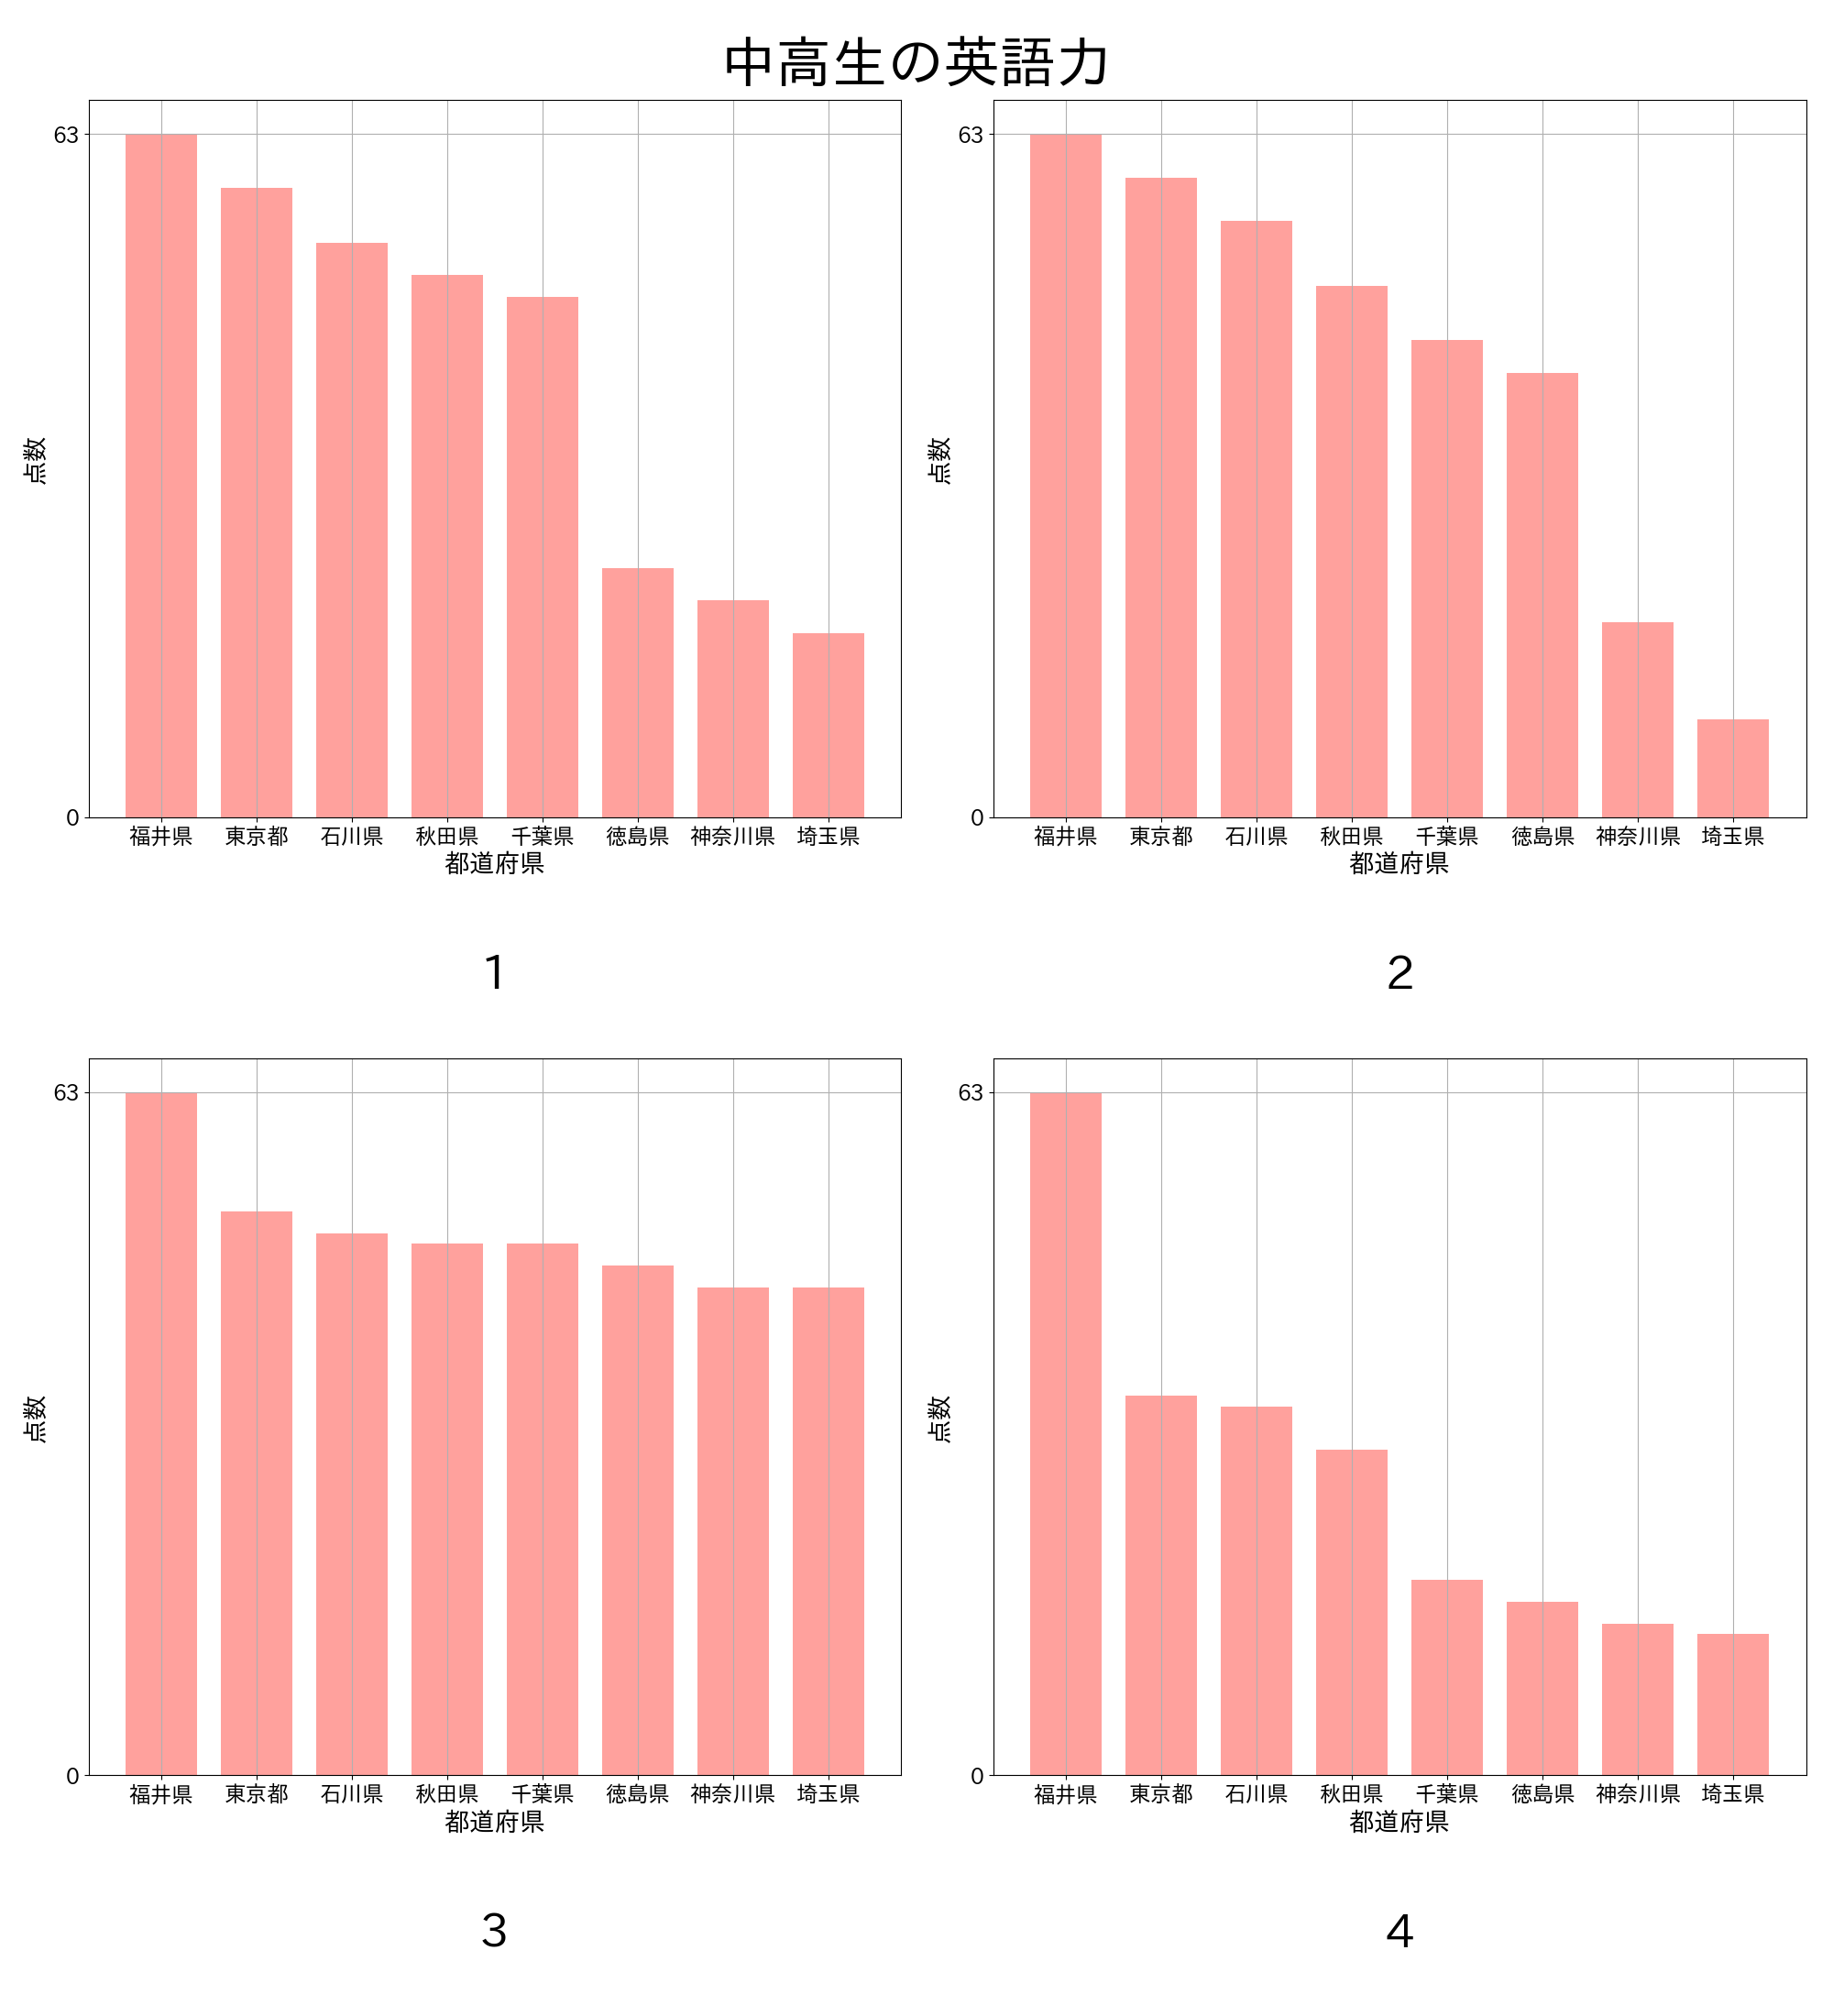 中高生の英語力
63
点数
0
福井県 東京都 石川県 秋田県 千葉県 徳島県 神奈川県 埼玉県
都道府県
1
63
点数
0
福井県 東京都 石川県 秋田県 千葉県 徳島県 神奈川県 埼玉県
都道府県
2
63
点数
0
福井県 東京都 石川県 秋田県 千葉県 徳島県 神奈川県 埼玉県
都道府県
3
63
点数
0
福井県 東京都 石川県 秋田県 千葉県 徳島県 神奈川県 埼玉県
都道府県
4